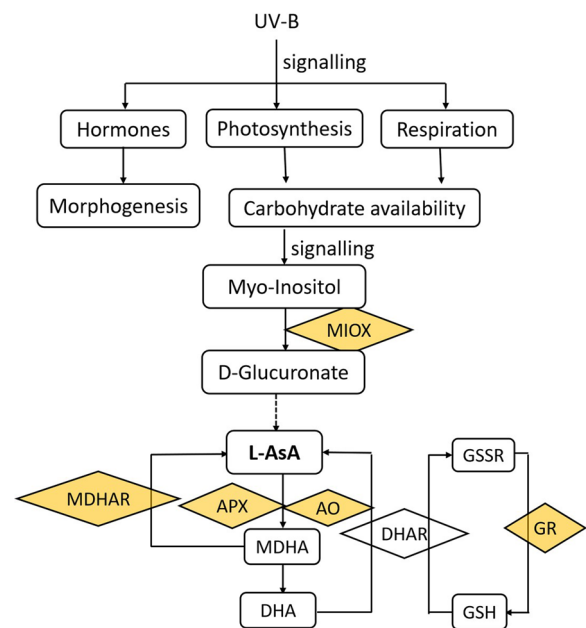 UV-B
signalling
Hormones
Photosynthesis
Respiration
Morphogenesis
Carbohydrate availability
signalling
Myo-Inositol
MIOX
D-Glucuronate
L-AsA
GSSR
MDHAR
APX
AO
DHAR
GR
MDHA
DHA
GSH